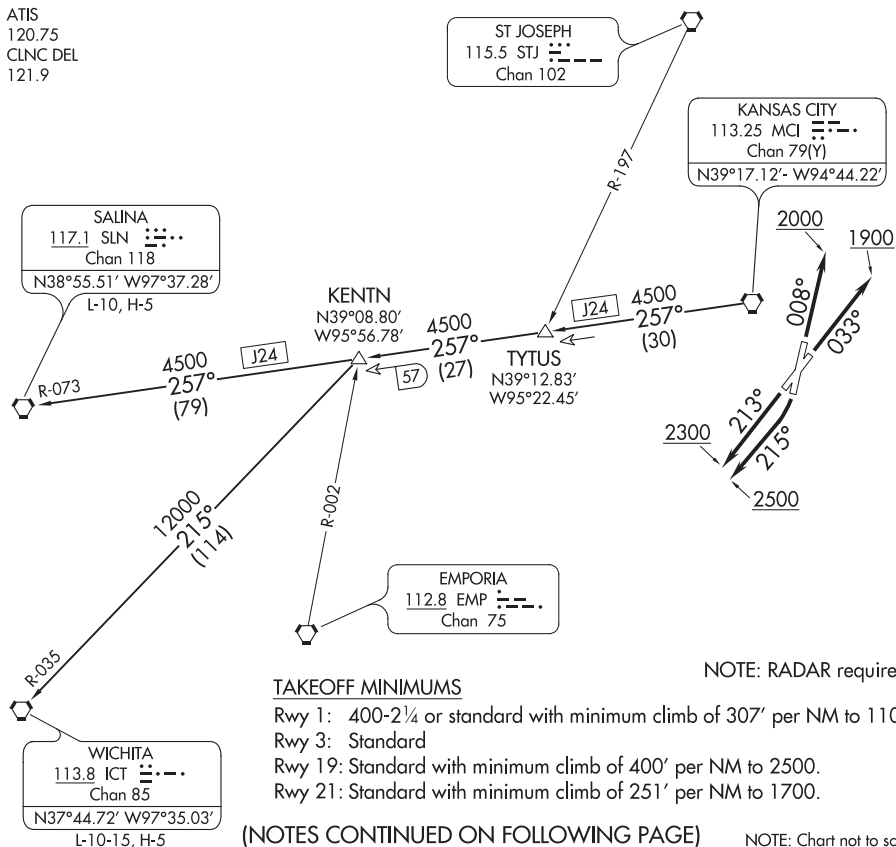 ATIS
120.75
CLNC DEL
121.9
ST JOSEPH
115.5 STJ
Chan 102
KANSAS CITY
113.25 MCI
Chan 79(Y)
N39°17.12'- W94°44.22'
R-197
2000
1900
SALINA
117.1 SLN
Chan 118
N38°55.51' W97°37.28'
L-10, H-5
KENTN
N39°08.80'
W95°56.78'
J24
4500
257°
(30)
008°
033°
4500
257°
(27)
TYTUS
N39°12.83'
W95°22.45'
57
J24
4500
257°
(79)
R-073
213°
215°
2300
2500
R-002
12000
215°
(114)
EMPORIA
112.8 EMP
Chan 75
R-035
NOTE: RADAR require
TAKEOFF MINIMUMS
Rwy 1: 400-2¼ or standard with minimum climb of 307' per NM to 110
Rwy 3: Standard
Rwy 19: Standard with minimum climb of 400' per NM to 2500.
Rwy 21: Standard with minimum climb of 251' per NM to 1700.
WICHITA
113.8 ICT
Chan 85
N37°44.72' W97°35.03'
L-10-15, H-5
(NOTES CONTINUED ON FOLLOWING PAGE)
NOTE: Chart not to sc